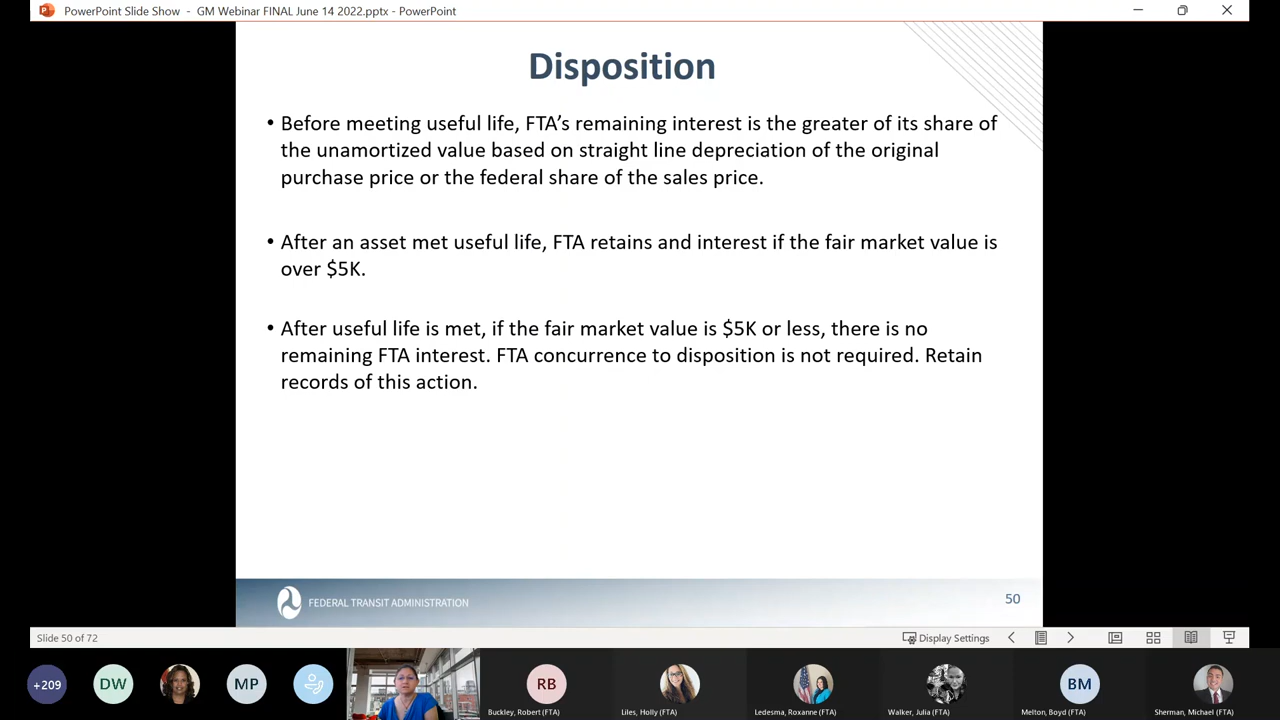 PowerPoint Slide Show - GM Webinar FINAL June 14 2022.pptx - PowerPoint
Disposition
• Before meeting useful life, FTA’s remaining interest is the greater of its share of
the unamortized value based on straight line depreciation of the original
purchase price or the federal share of the sales price.
• After an asset met useful life, FTA retains and interest if the fair market value is
over $5K.
• After useful life is met, if the fair market value is $5K or less, there is no
remaining FTA interest. FTA concurrence to disposition is not required. Retain
records of this action.
FEDERAL TRANSIT ADMINISTRATION
50
Slide 50 of 72
Display Settings
+209
DW
MP
RB
BM
Buckley, Robert (FTA)
Liles, Holly (FTA)
Ledesma, Roxanne (FTA)
Walker, Julia (FTA)
Melton, Boyd (FTA)
Sherman, Michael (FTA)